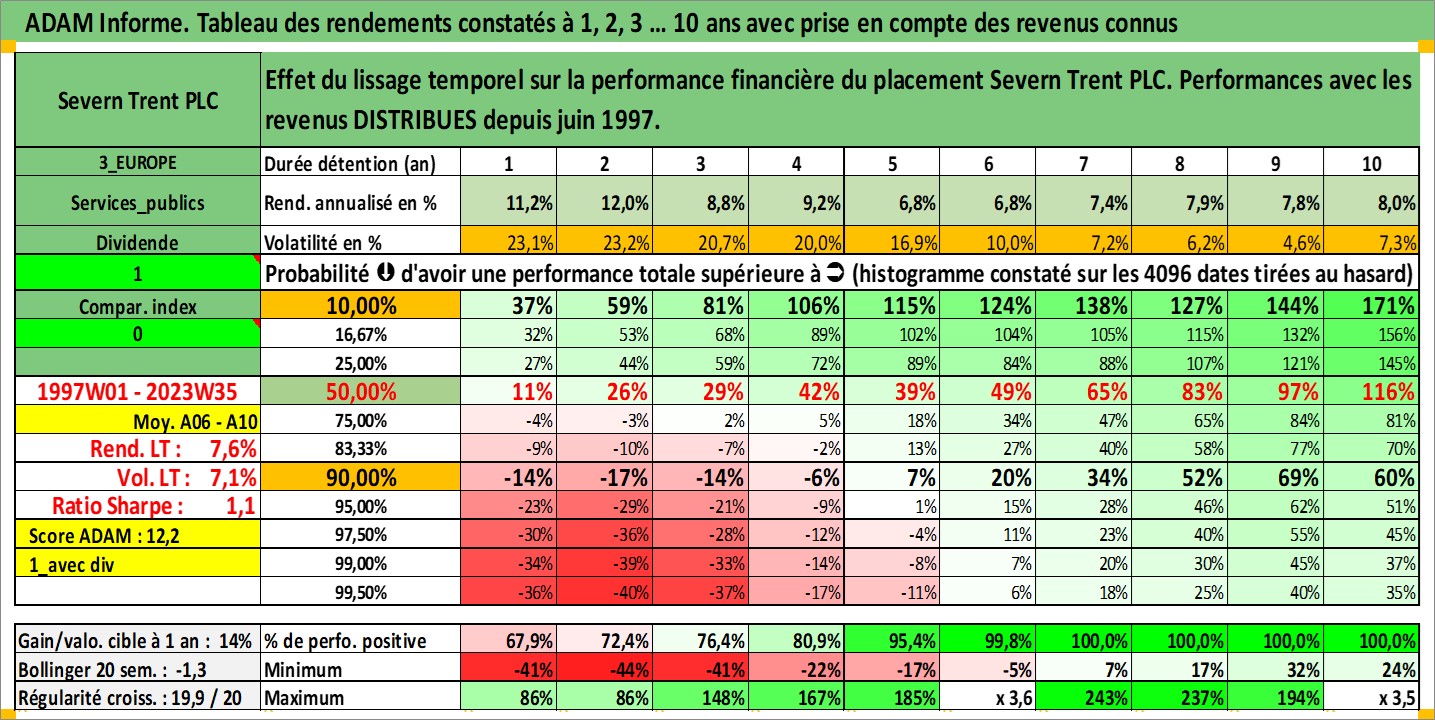 ADAM Informe. Tableau des rendements constatés à 1, 2, 3 ... 10 ans avec prise en compte des revenus connus
Severn Trent PLC
Effet du lissage temporel sur la performance financière du placement Severn Trent PLC. Performances avec les
revenus DISTRIBUES depuis juin 1997.
3_EUROPE Durée détention (an) 1 2 3 4 5 6 7 8 9 10
Services_publics Rend. annualisé en % 11,2% 12,0% 8,8% 9,2% 6,8% 6,8% 7,4% 7,9% 7,8% 8,0%
Dividende Volatilité en % 23,1% 23,2% 20,7% 20,0% 16,9% 10,0% 7,2% 6,2% 4,6% 7,3%
1 Probabilité d'avoir une performance totale supérieure à (histogramme constaté sur les 4096 dates tirées au hasard)
Compar. index 10,00% 37% 59% 81% 106% 115% 124% 138% 127% 144% 171%
0 16,67% 32% 53% 68% 89% 102% 104% 105% 115% 132% 156%
25,00% 27% 44% 59% 72% 89% 84% 88% 107% 121% 145%
1997W01 - 2023W35 50,00% 11% 26% 29% 42% 39% 49% 65% 83% 97% 116%
Moy. A06 - A10 75,00% -4% -3% 2% 5% 18% 34% 47% 65% 84% 81%
Rend. LT : 7,6% 83,33% -9% -10% -7% -2% 13% 27% 40% 58% 77% 70%
Vol. LT : 7,1% 90,00% -14% -17% -14% -6% 7% 20% 34% 52% 69% 60%
Ratio Sharpe : 1,1 95,00% -23% -29% -21% -9% 1% 15% 28% 46% 62% 51%
Score ADAM : 12,2 97,50% -30% -36% -28% -12% -4% 11% 23% 40% 55% 45%
1_avec div 99,00% -34% -39% -33% -14% -8% 7% 20% 30% 45% 37%
99,50% -36% -40% -37% -17% -11% 6% 18% 25% 40% 35%
Gain/valo. cible à 1 an : 14% % de perfo. positive 67,9% 72,4% 76,4% 80,9% 95,4% 99,8% 100,0% 100,0% 100,0% 100,0%
Bollinger 20 sem. : -1,3 Minimum -41% -44% -41% -22% -17% -5% 7% 17% 32% 24%
Régularité croiss. : 19,9 / 20 Maximum 86% 86% 148% 167% 185% x 3,6 243% 237% 194% x 3,5